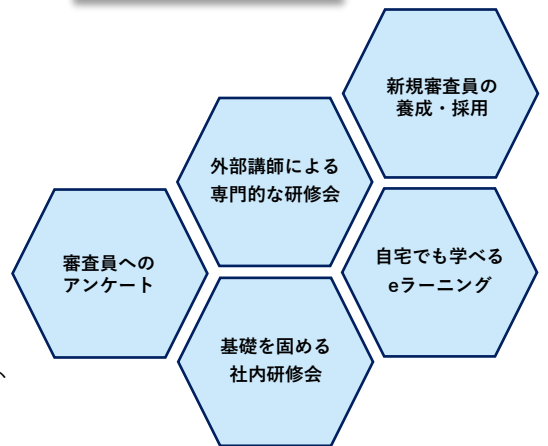 新規審査員の
養成・採用
外部講師による
専門的な研修会
審査員への
アンケート
自宅でも学べる
eラーニング
基礎を固める
社内研修会
、